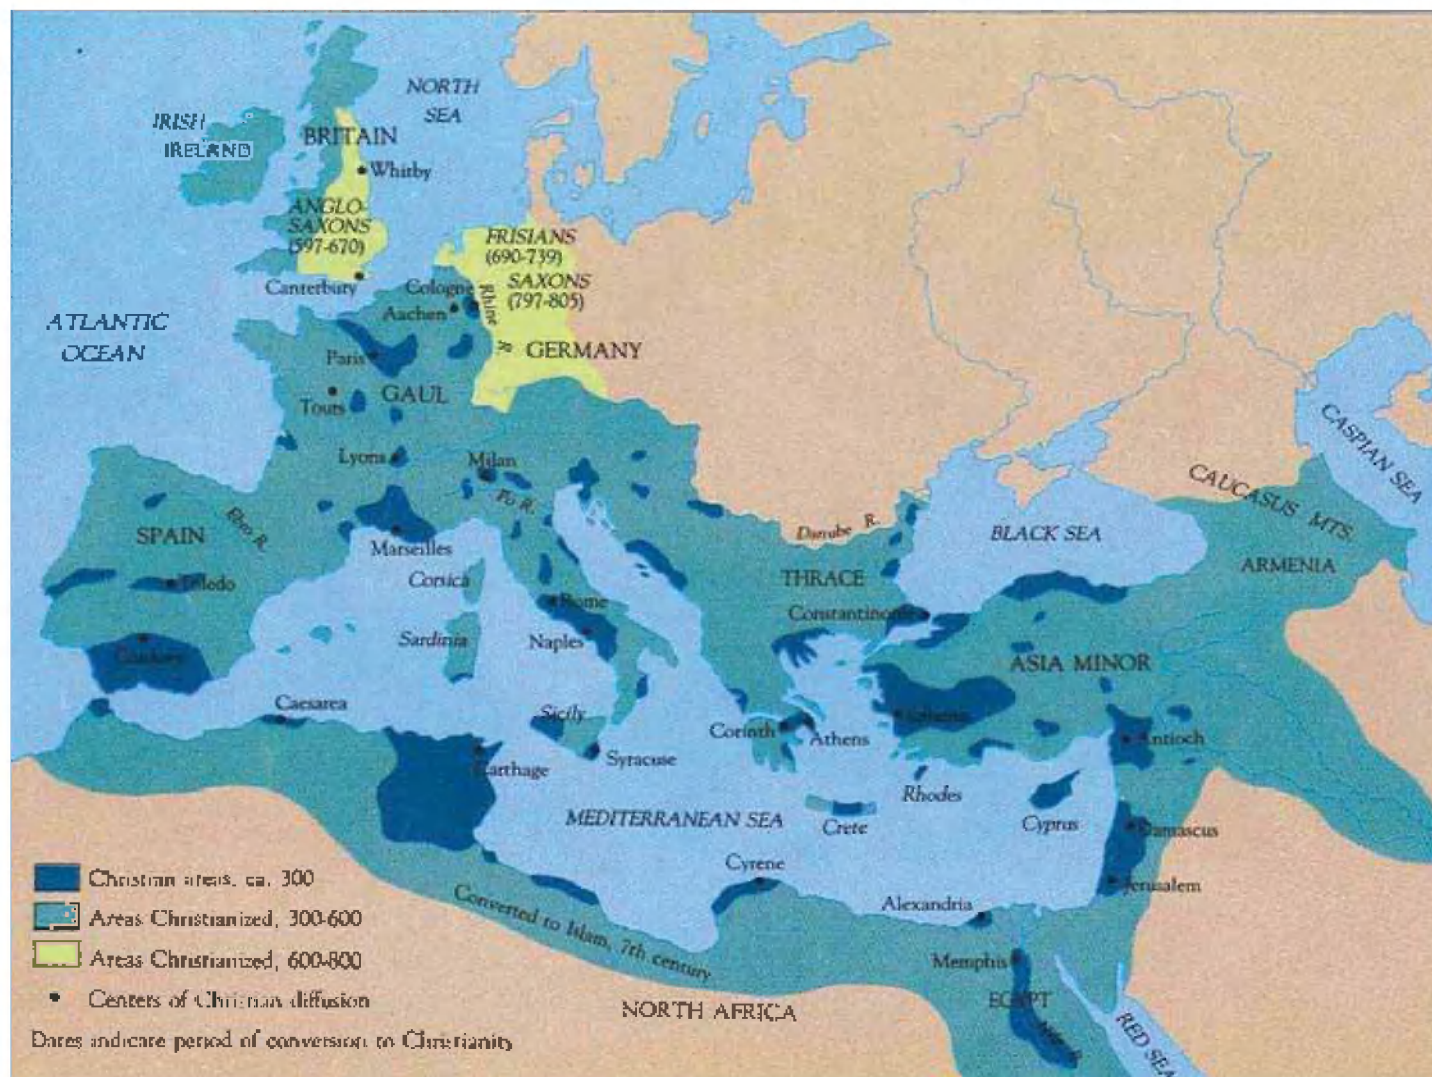 NORTH
SEA
IRISH
IRELAND
BRITAIN
Whitby
ANGLO-
SAXONS
(597-670)
FRISIANS
(690-739)
SAXONS
(797-805)
Canterbury
Cologne
Aachen
Rhine
R.
GERMANY
ATLANTIC
OCEAN
Paris
GAUL
Tours
Lyons
Milan
Po R.
SPAIN
Ebro R.
Toledo
Marseilles
Corsica
Sardinia
Rome
Naples
Danube R.
THRACE
Constantinople
BLACK SEA
CAUCASUS MTS.
CASPIAN SEA
ARMENIA
ASIA MINOR
Caesarea
Carthage
Sicily
Syracuse
Corinth
Athens
Antioch
Rhodes
Crete
Cyprus
Damascus
Jerusalem
MEDITERRANEAN SEA
Cyrene
Alexandria
Memphis
EGYPT
Nile R.
RED SEA
Converted to Islam, 7th century
NORTH AFRICA
Christian areas, ca. 300
Areas Christianized, 300-600
Areas Christianized, 600-800
Centers of Christian diffusion
Dates indicate period of conversion to Christianity